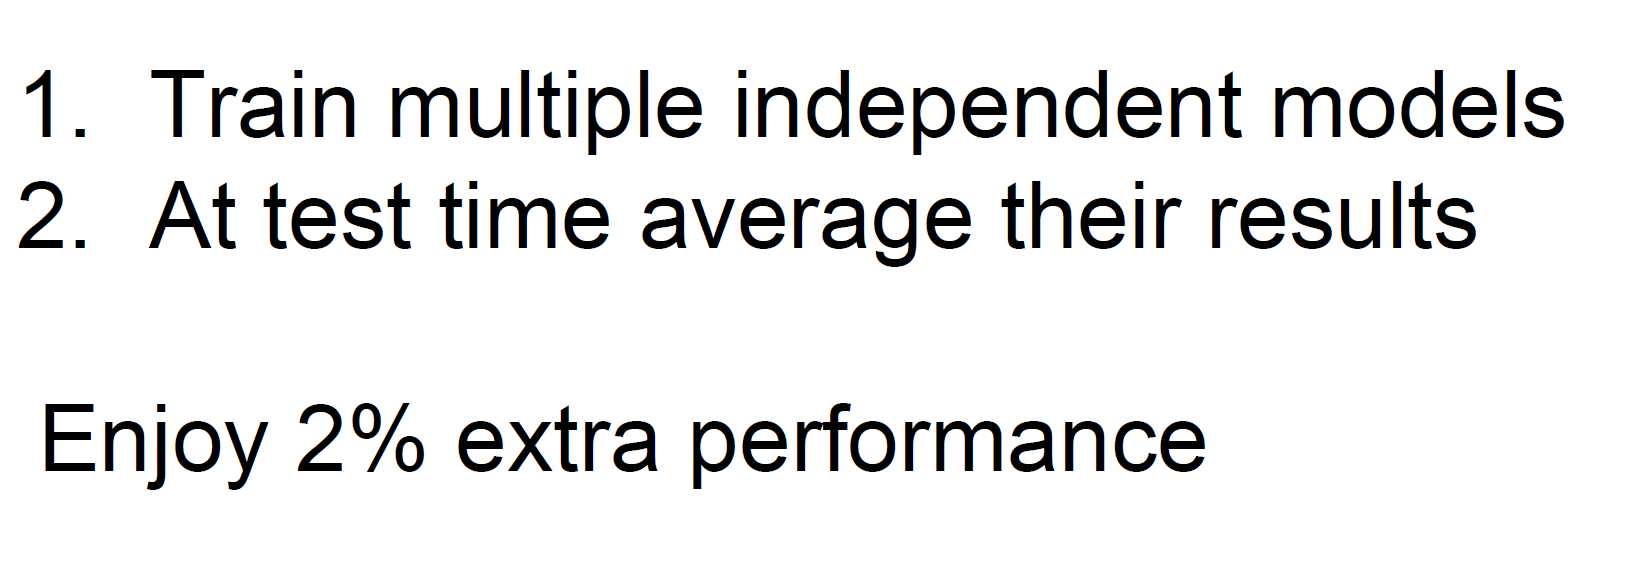 1. Train multiple independent models
2. At test time average their results
Enjoy 2% extra performance